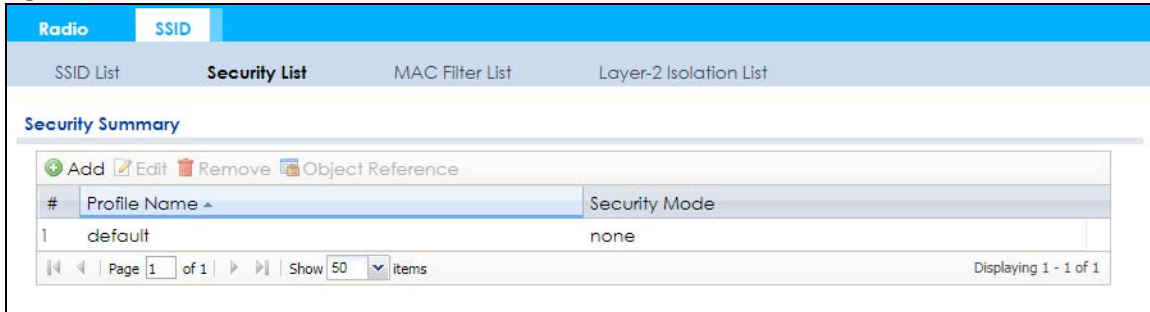 Radio SSID
SSID List Security List MAC Filter List Layer-2 Isolation List
Security Summary
Add Edit Remove Object Reference
# Profile Name Security Mode
1 default none
Page 1 of 1 Show 50 items Displaying 1 - 1 of 1